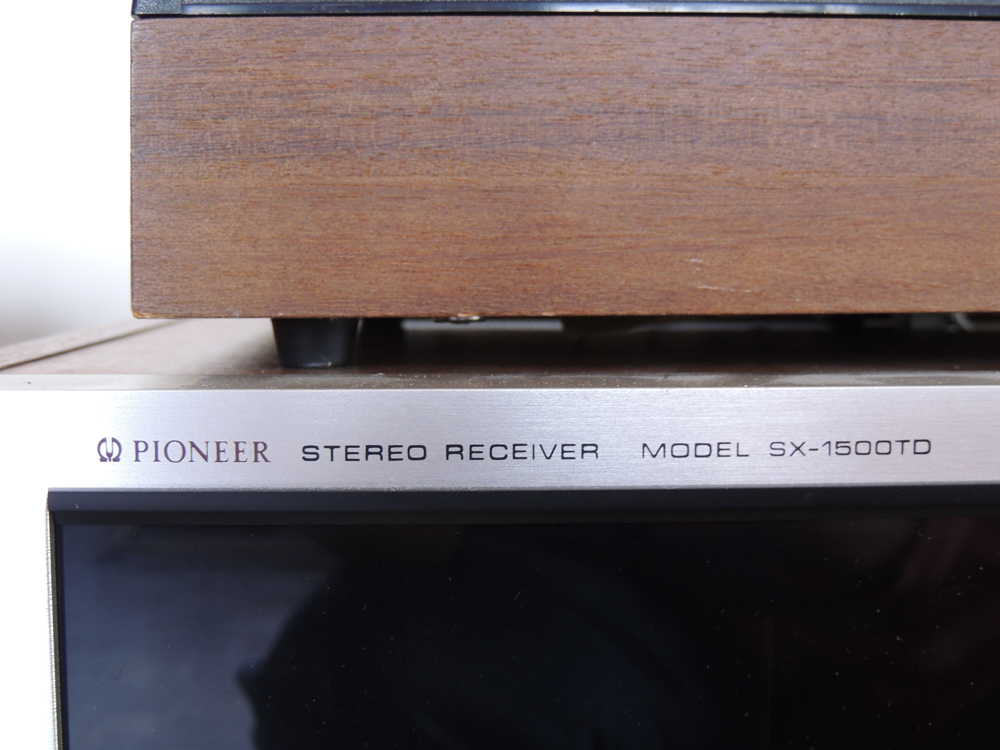 PIONEER STEREO RECEIVER MODEL SX-1500TD